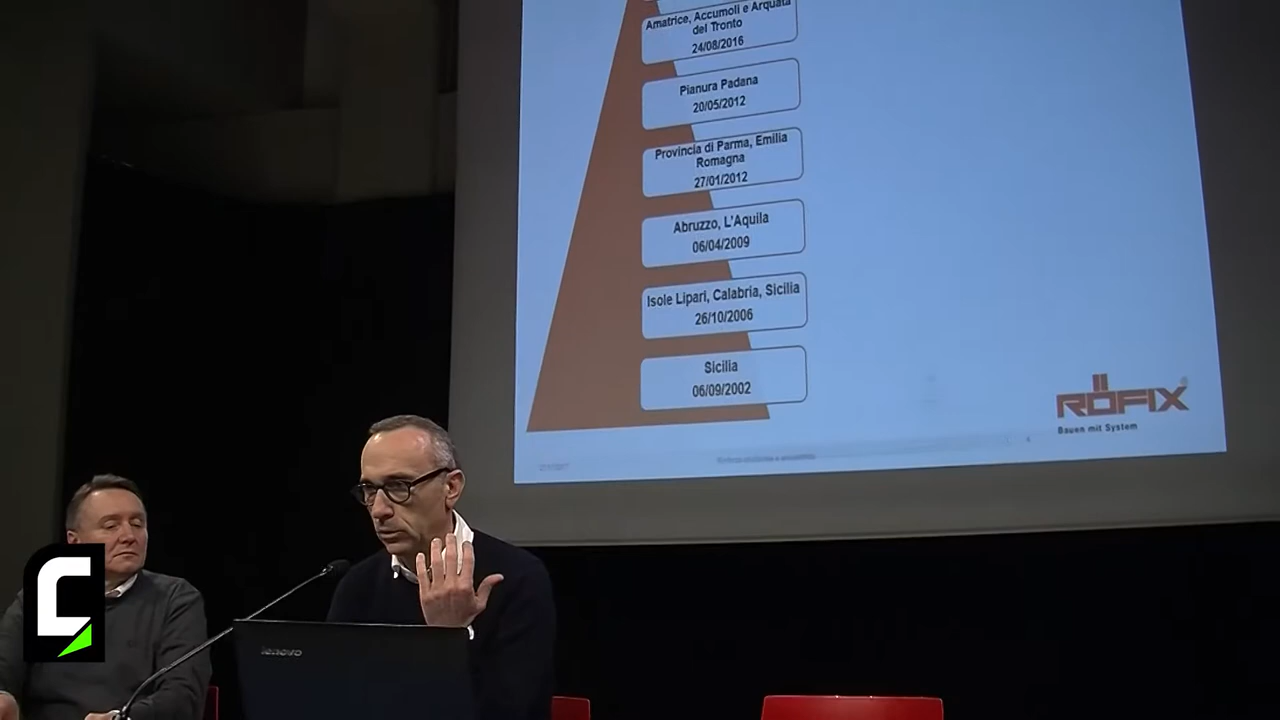 Amatrice, Accumoli e Arquata
del Tronto
24/08/2016
Pianura Padana
20/05/2012
Provincia di Parma, Emilia
Romagna
27/01/2012
Abruzzo, L'Aquila
06/04/2009
Isole Lipari, Calabria, Sicilia
26/10/2006
Sicilia
06/09/2002
RÖFIX
Bauen mit System
lenovo